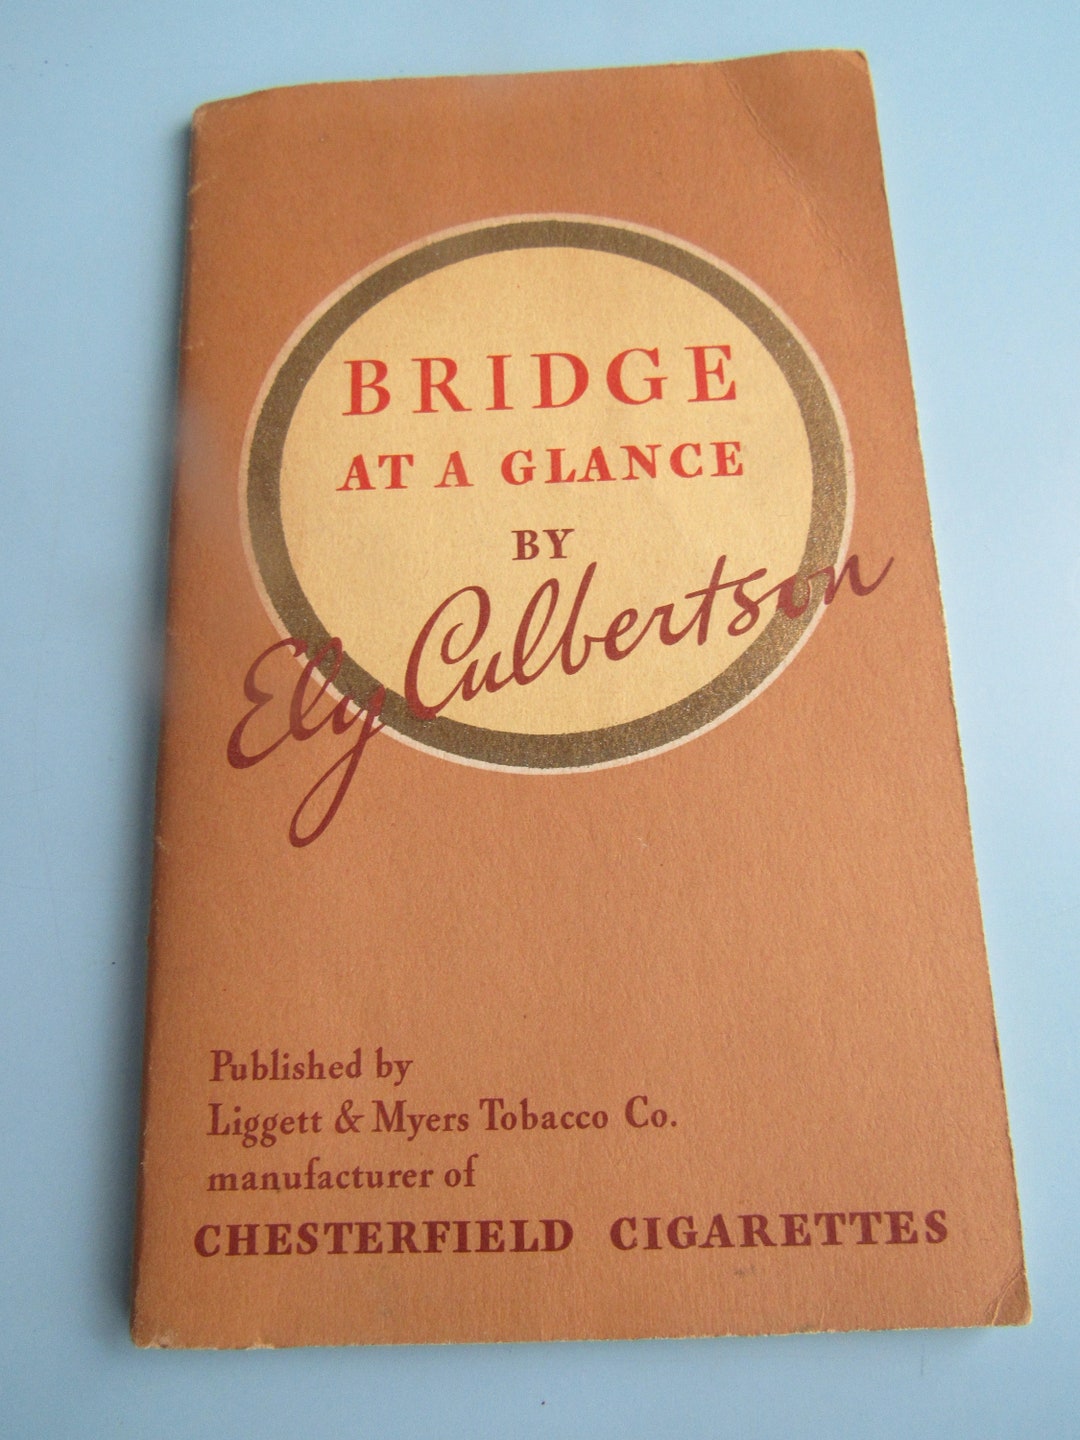 BRIDGE
AT A GLANCE
BY
Ely Culbertson
Published by
Liggett & Myers Tobacco Co.
manufacturer of
CHESTERFIELD CIGARETTES